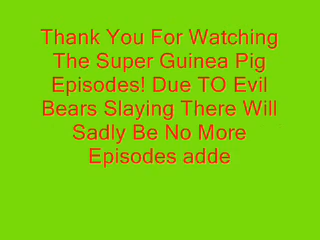 Thank You For Watching
The Super Guinea Pig
Episodes! Due TO Evil
Bears Slaying There Will
Sadly Be No More
Episodes adde